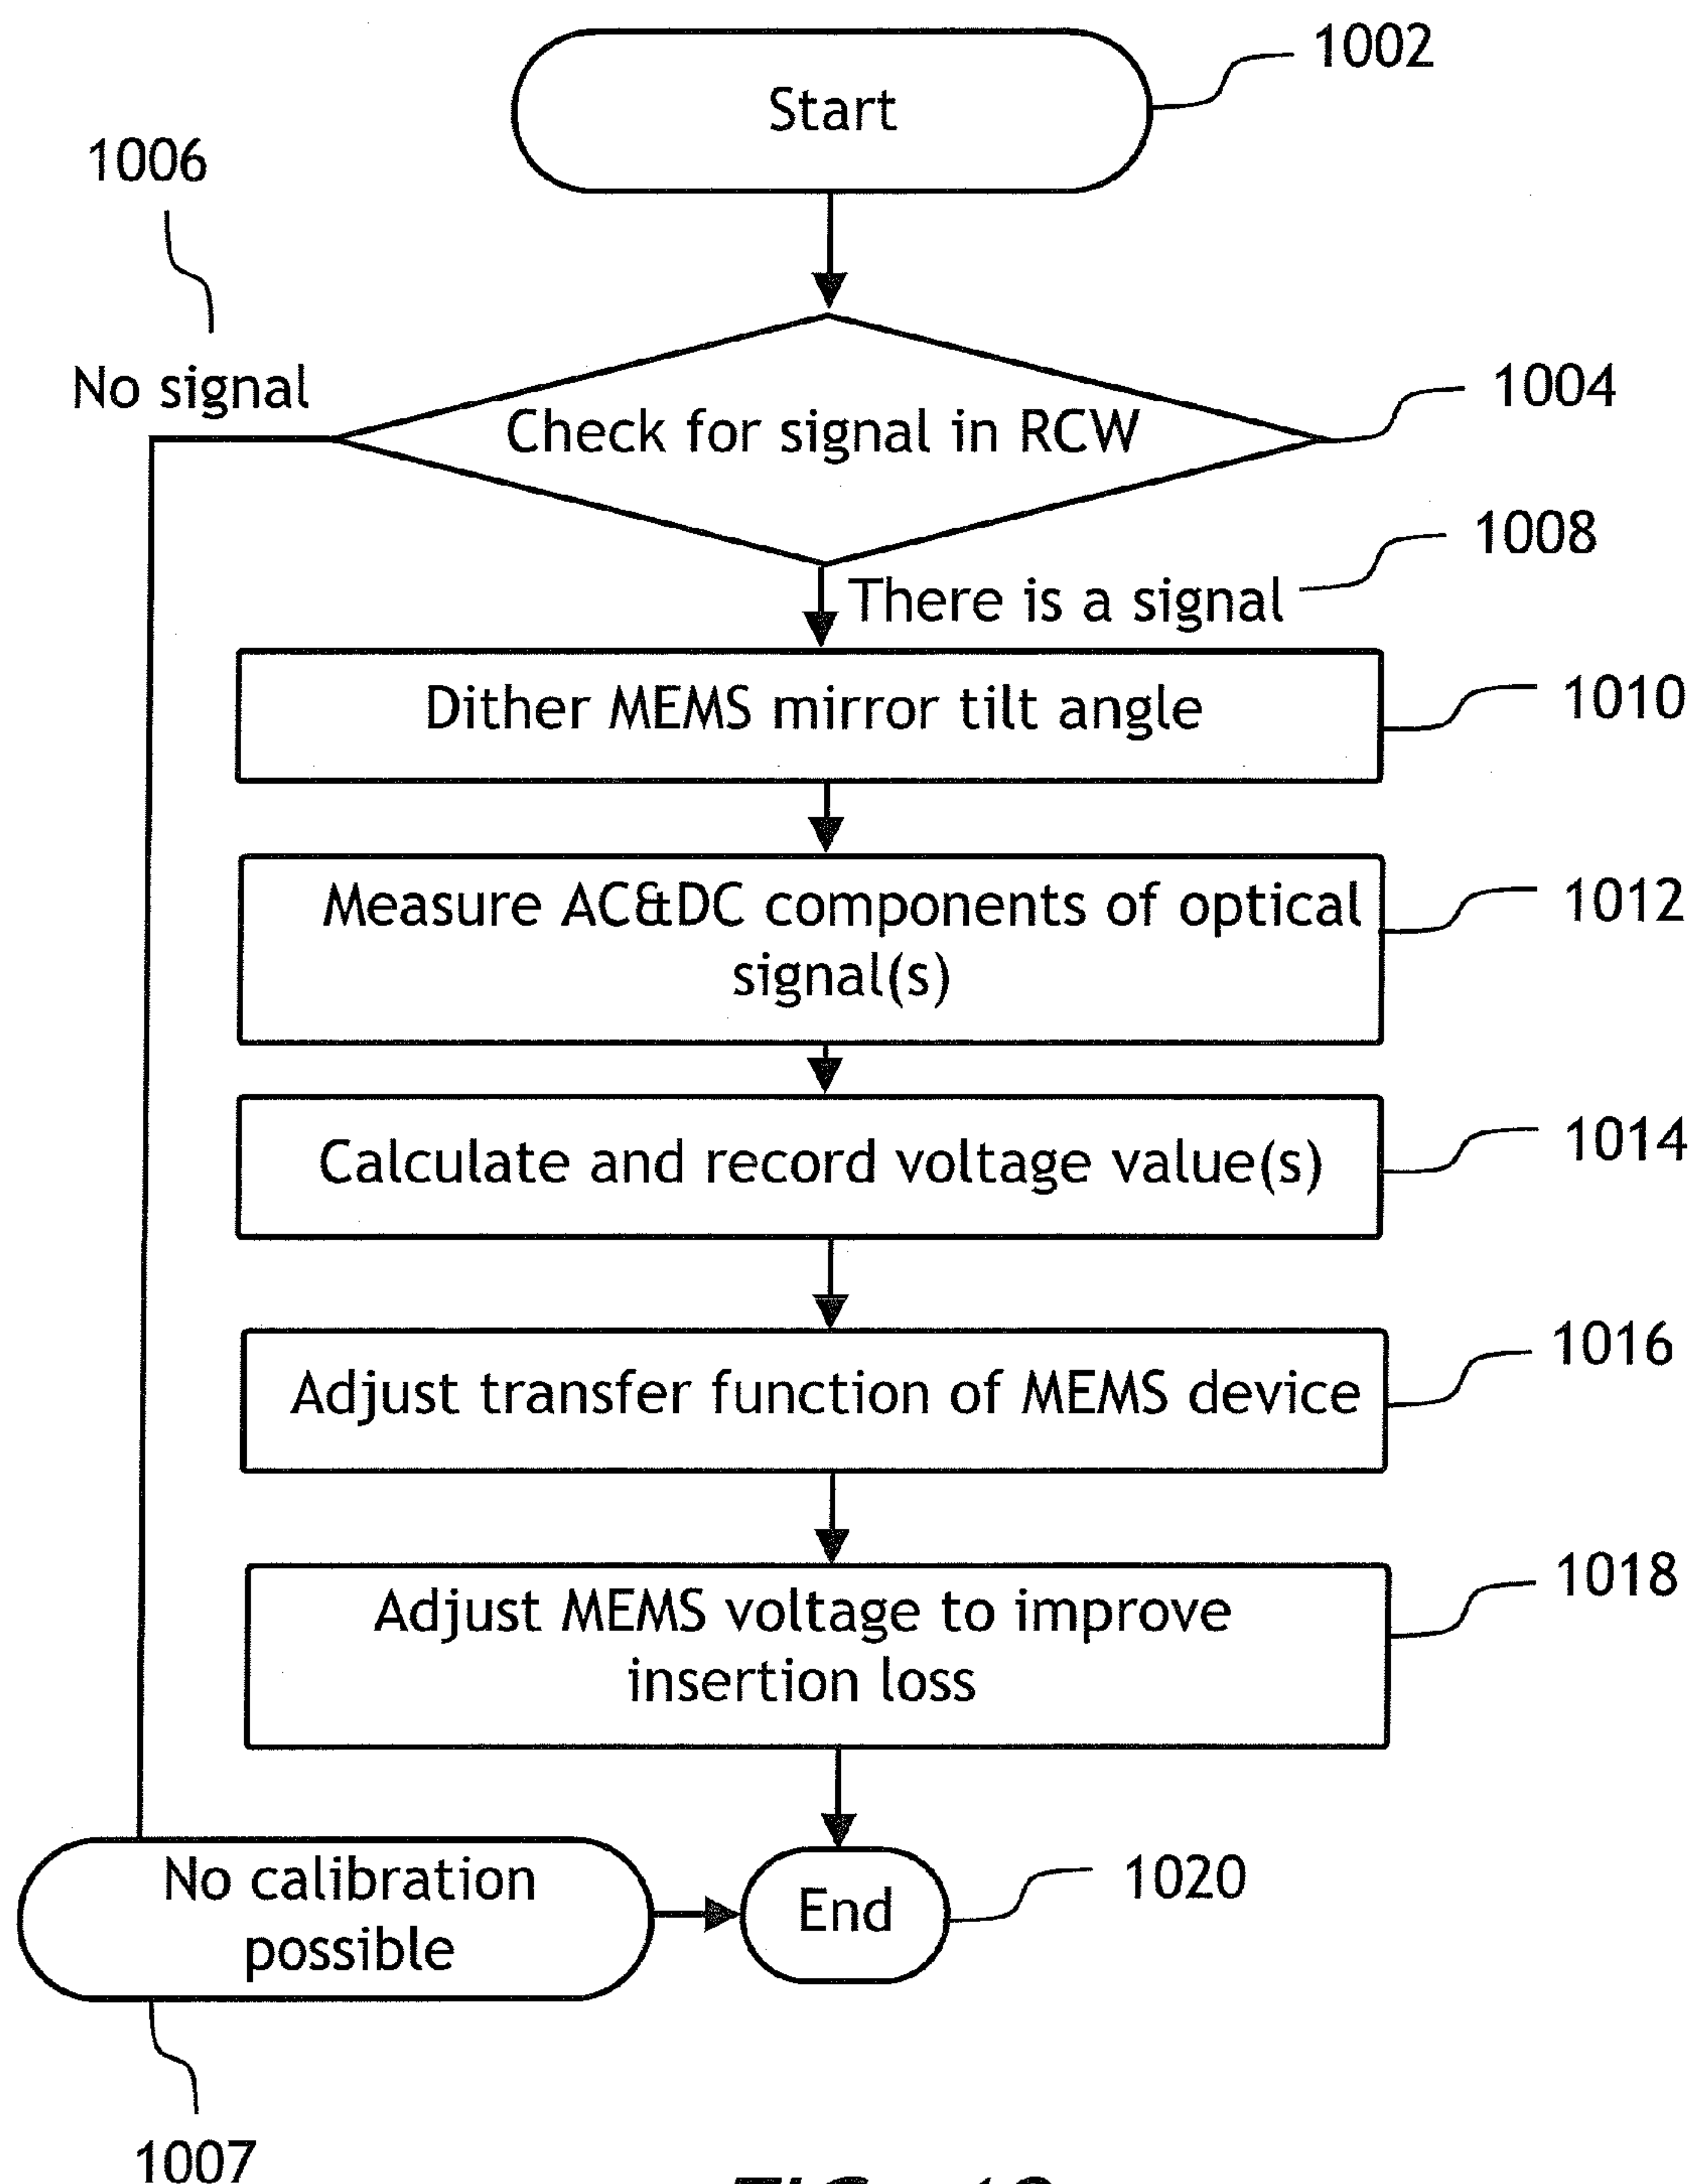 Start
1002
1006
No signal
Check for signal in RCW
1004
There is a signal
1008
Dither MEMS mirror tilt angle
1010
Measure AC&DC components of optical
signal(s)
1012
Calculate and record voltage value(s)
1014
Adjust transfer function of MEMS device
1016
Adjust MEMS voltage to improve
insertion loss
1018
No calibration
possible
End
1020
1007